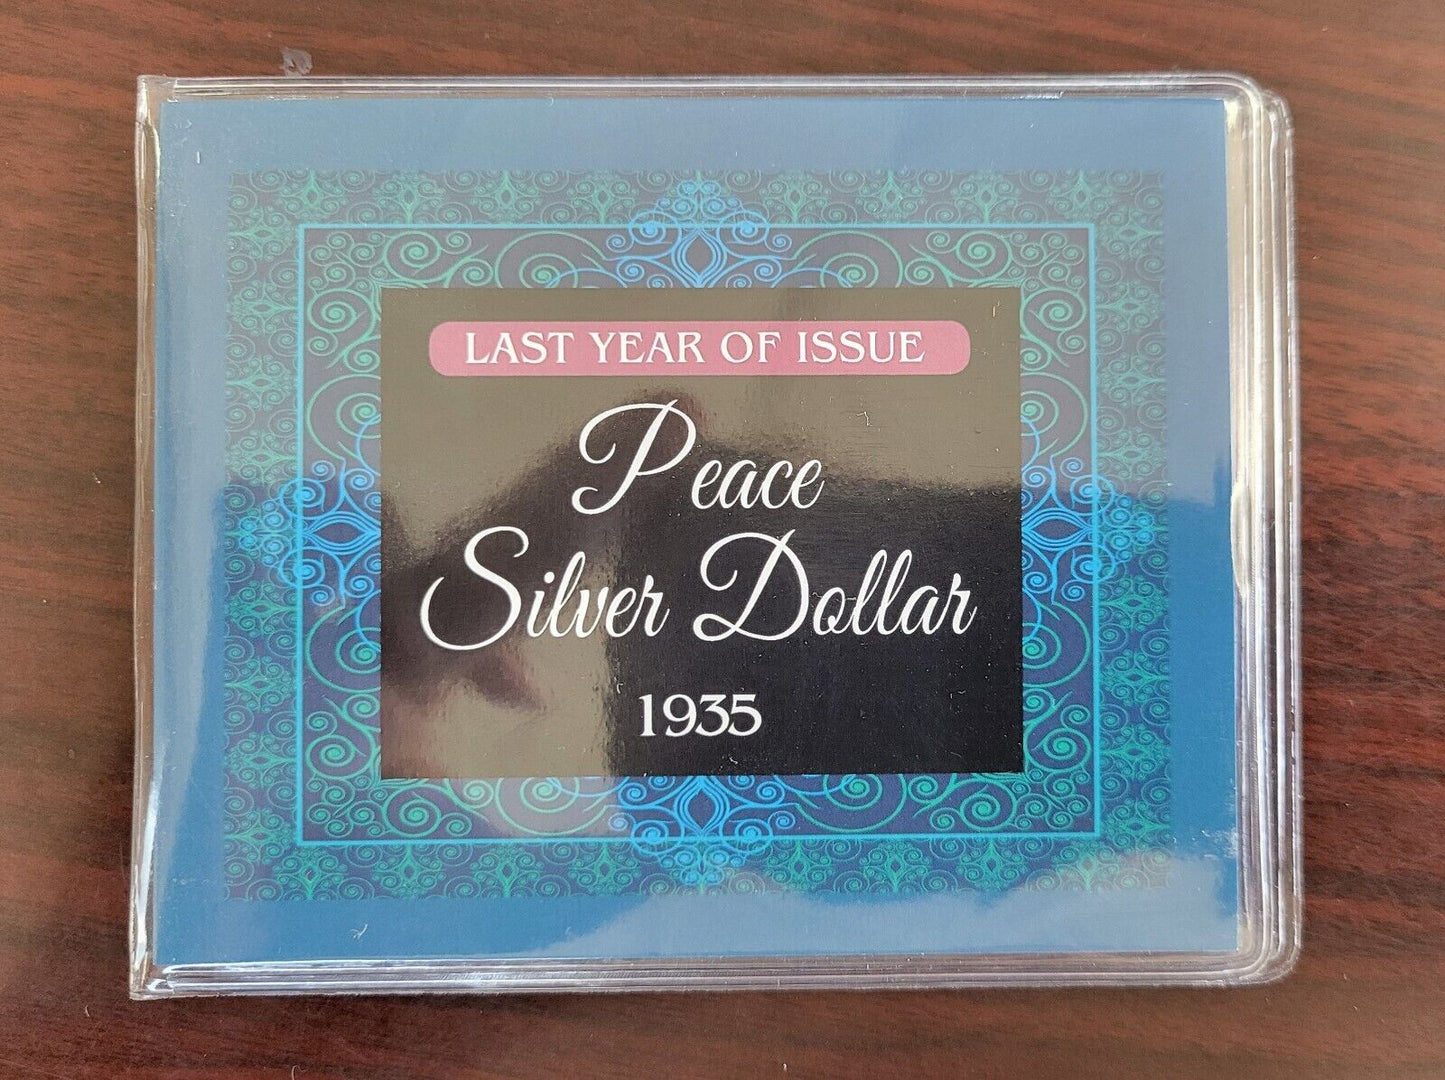 LAST YEAR OF ISSUE
Peace
Silver Dollar
1935